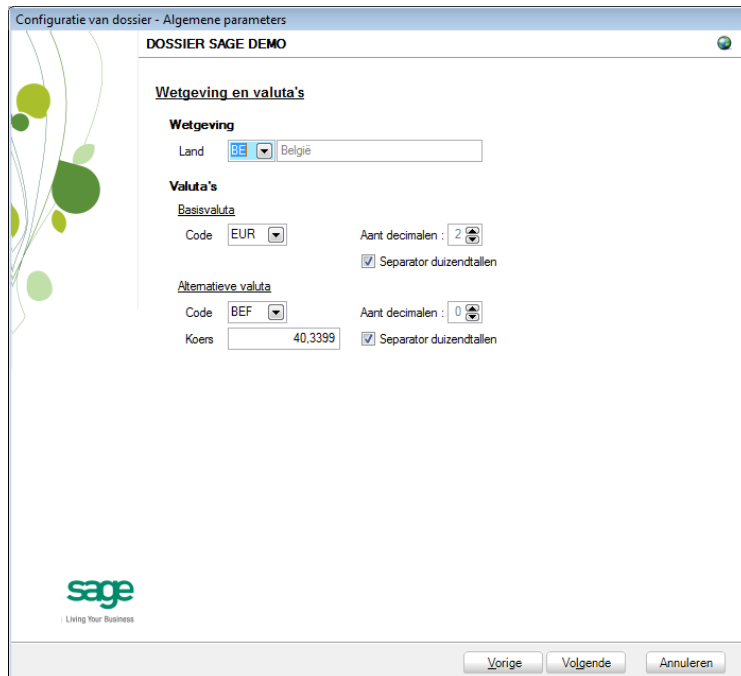 Configuratie van dossier - Algemene parameters
DOSSIER SAGE DEMO
Wetgeving en valuta's
Wetgeving
Land BE België
Valuta's
Basisvaluta
Code EUR Aant decimalen : 2
Separator duizendtallen
Alternatieve valuta
Code BEF Aant decimalen : 0
Koers 40,3399 Separator duizendtallen
sage
Living Your Business
Vorige Volgende Annuleren